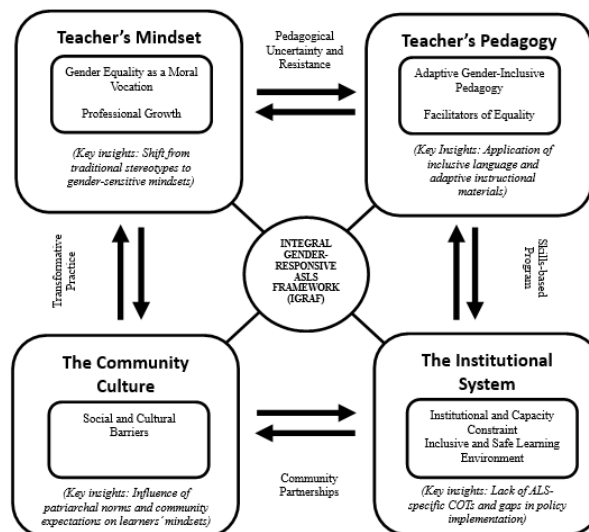 Teacher's Mindset
Gender Equality as a Moral
Vocation
Professional Growth
(Key insights: Shift from
traditional stereotypes to
gender-sensitive mindsets)
Pedagogical
Uncertainty and
Resistance
Teacher's Pedagogy
Adaptive Gender-Inclusive
Pedagogy
Facilitators of Equality
(Key Insights: Application of
inclusive language and
adaptive instructional
materials)
Transformative
Practice
INTEGRAL
GENDER-
RESPONSIVE
ASLS
FRAMEWORK
(IGRAF)
Skills-based
Program
The Community
Culture
Social and Cultural
Barriers
(Key insights: Influence of
patriarchal norms and community
expectations on learners´mindsets)
Community
Partnerships
The Institutional
System
Institutional and Capacity
Constraint
Inclusive and Safe Learning
Environment
(Key insights: Lack of ALS-
specific COTs and gaps in policy
implementation)